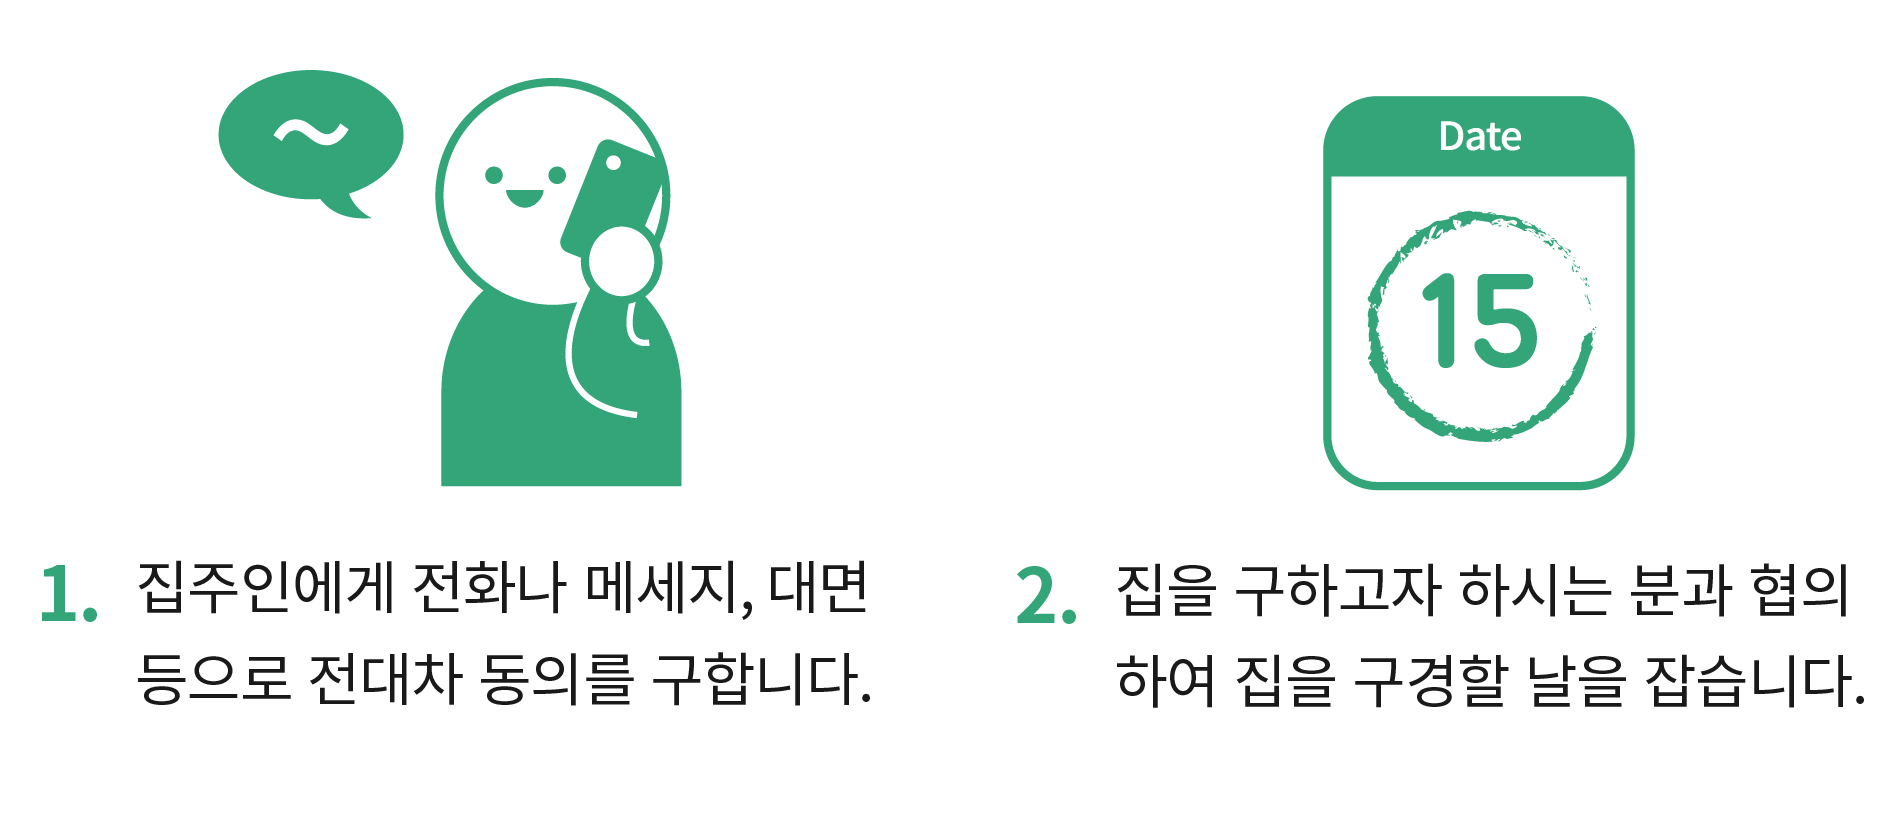 ~
Date
15
1. 집주인에게 전화나 메세지, 대면
등으로 전대차 동의를 구합니다.
2. 집을 구하고자 하시는 분과 협의
하여 집을 구경할 날을 잡습니다.